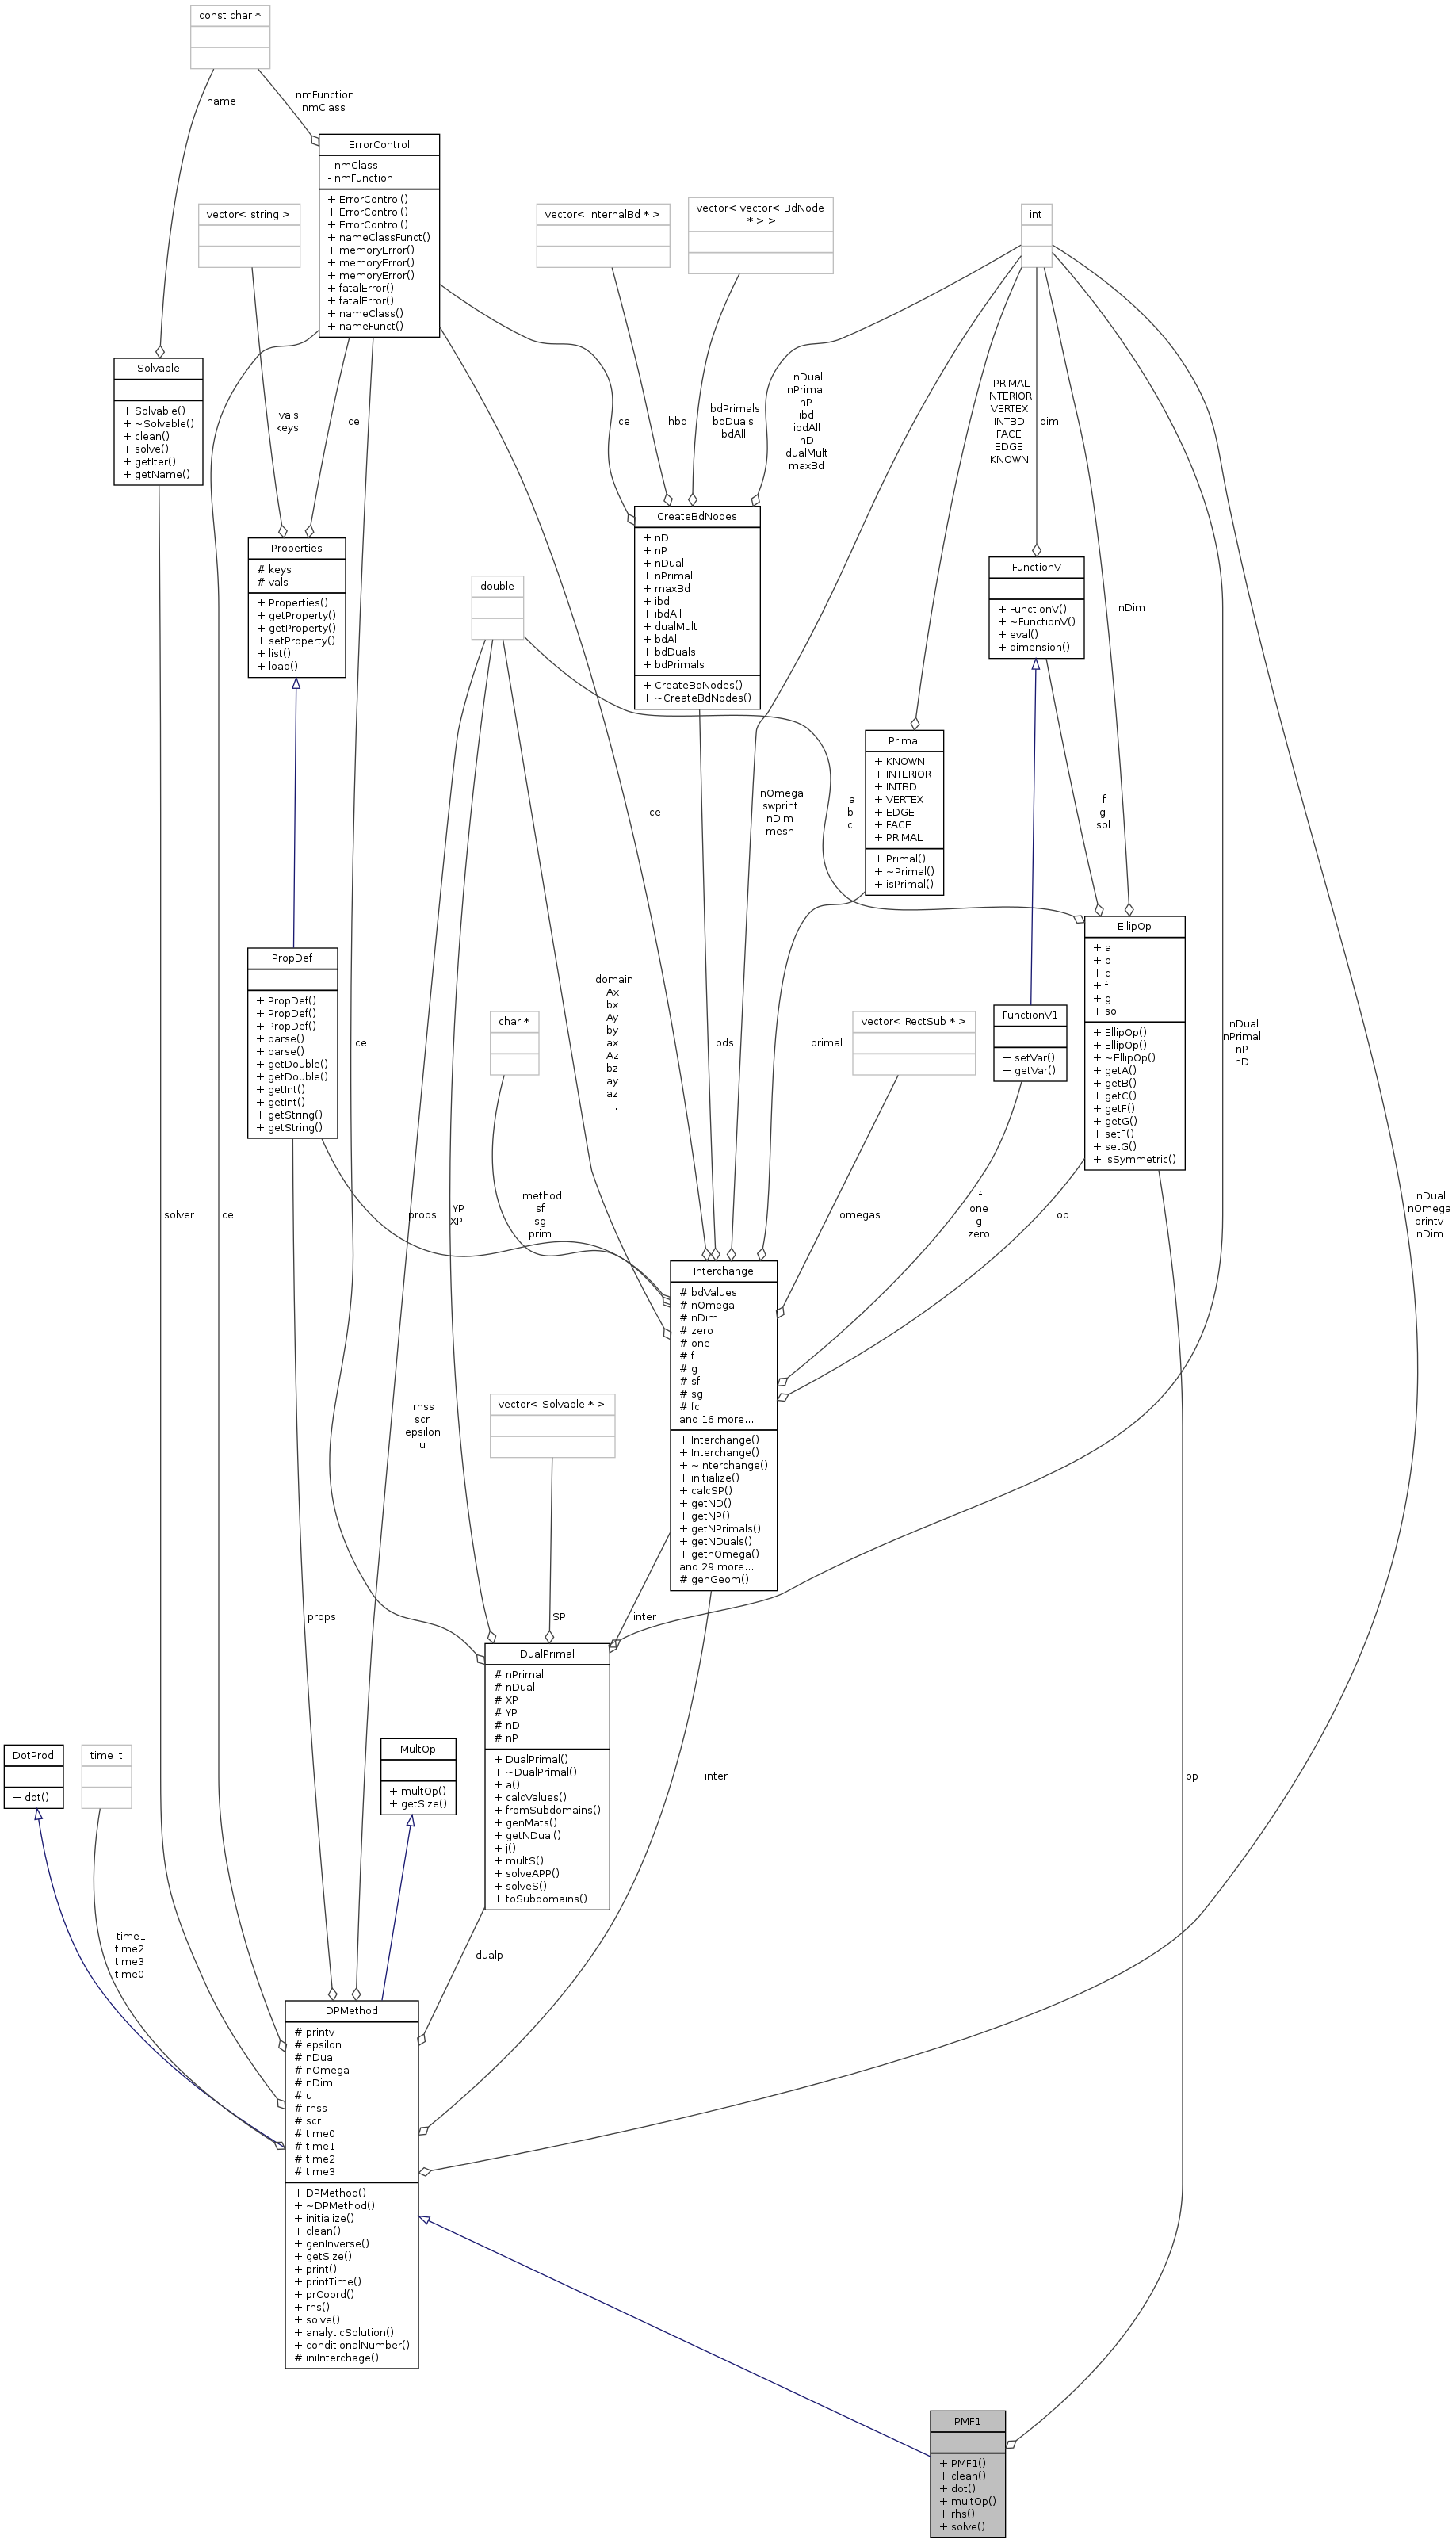 const char *
name
nmFunction
nmClass
ErrorControl
- nmClass
- nmFunction
+ ErrorControl()
+ ErrorControl()
+ ErrorControl()
+ nameClassFunct()
+ memoryError()
+ memoryError()
+ memoryError()
+ fatalError()
+ fatalError()
+ nameClass()
+ nameFunct()
vector< string >
vector< InternalBd * >
vector< vector< BdNode
* > >
int
Solvable
+ Solvable()
+ ~Solvable()
+ clean()
+ solve()
+ getIter()
+ getName()
vals
keys
ce
ce
hbd
bdPrimals
bdDuals
bdAll
nDual
nPrimal
nP
ibd
ibdAll
nD
dualMult
maxBd
PRIMAL
INTERIOR
VERTEX
INTBD
FACE
EDGE
KNOWN
dim
Properties
# keys
# vals
+ Properties()
+ getProperty()
+ getProperty()
+ setProperty()
+ list()
+ load()
double
CreateBdNodes
+ nD
+ nP
+ nDual
+ nPrimal
+ maxBd
+ ibd
+ ibdAll
+ dualMult
+ bdAll
+ bdDuals
+ bdPrimals
+ CreateBdNodes()
+ ~CreateBdNodes()
FunctionV
+ FunctionV()
+ ~FunctionV()
+ eval()
+ dimension()
nDim
Primal
+ KNOWN
+ INTERIOR
+ INTBD
+ VERTEX
+ EDGE
+ FACE
+ PRIMAL
+ Primal()
+ ~Primal()
+ isPrimal()
ce
nOmega
swprint
nDim
mesh
a
b
c
f
g
sol
EllipOp
+ a
+ b
+ c
+ f
+ g
+ sol
+ EllipOp()
+ EllipOp()
+ ~EllipOp()
+ getA()
+ getB()
+ getC()
+ getF()
+ getG()
+ setF()
+ setG()
+ isSymmetric()
PropDef
+ PropDef()
+ PropDef()
+ PropDef()
+ parse()
+ parse()
+ getDouble()
+ getDouble()
+ getInt()
+ getInt()
+ getString()
+ getString()
ce
char *
domain
Ax
bx
Ay
by
ax
Az
bz
ay
az
...
bds
primal
vector< RectSub * >
FunctionV1
+ setVar()
+ getVar()
nDual
nPrimal
nP
nD
solver
ce
props
YP
XP
method
sf
sg
prim
omegas
f
one
g
zero
op
nDual
nOmega
printv
nDim
Interchange
# bdValues
# nOmega
# nDim
# zero
# one
# f
# g
# sf
# sg
# fc
and 16 more...
+ Interchange()
+ Interchange()
+ ~Interchange()
+ initialize()
+ calcSP()
+ getND()
+ getNP()
+ getNPrimals()
+ getNDuals()
+ getnOmega()
and 29 more...
# genGeom()
rhss
scr
epsilon
u
vector< Solvable * >
props
SP
inter
DualPrimal
# nPrimal
# nDual
# XP
# YP
# nD
# nP
+ DualPrimal()
+ ~DualPrimal()
+ a()
+ calcValues()
+ fromSubdomains()
+ genMats()
+ getNDual()
+ j()
+ multS()
+ solveAPP()
+ solveS()
+ toSubdomains()
DotProd
+ dot()
time_t
MultOp
+ multOp()
+ getSize()
inter
op
time1
time2
time3
time0
dualp
DPMethod
# printv
# epsilon
# nDual
# nOmega
# nDim
# u
# rhss
# scr
# time0
# time1
# time2
# time3
+ DPMethod()
+ ~DPMethod()
+ initialize()
+ clean()
+ genInverse()
+ getSize()
+ print()
+ printTime()
+ prCoord()
+ rhs()
+ solve()
+ analyticSolution()
+ conditionalNumber()
# iniInterchage()
PMF1
+ PMF1()
+ clean()
+ dot()
+ multOp()
+ rhs()
+ solve()